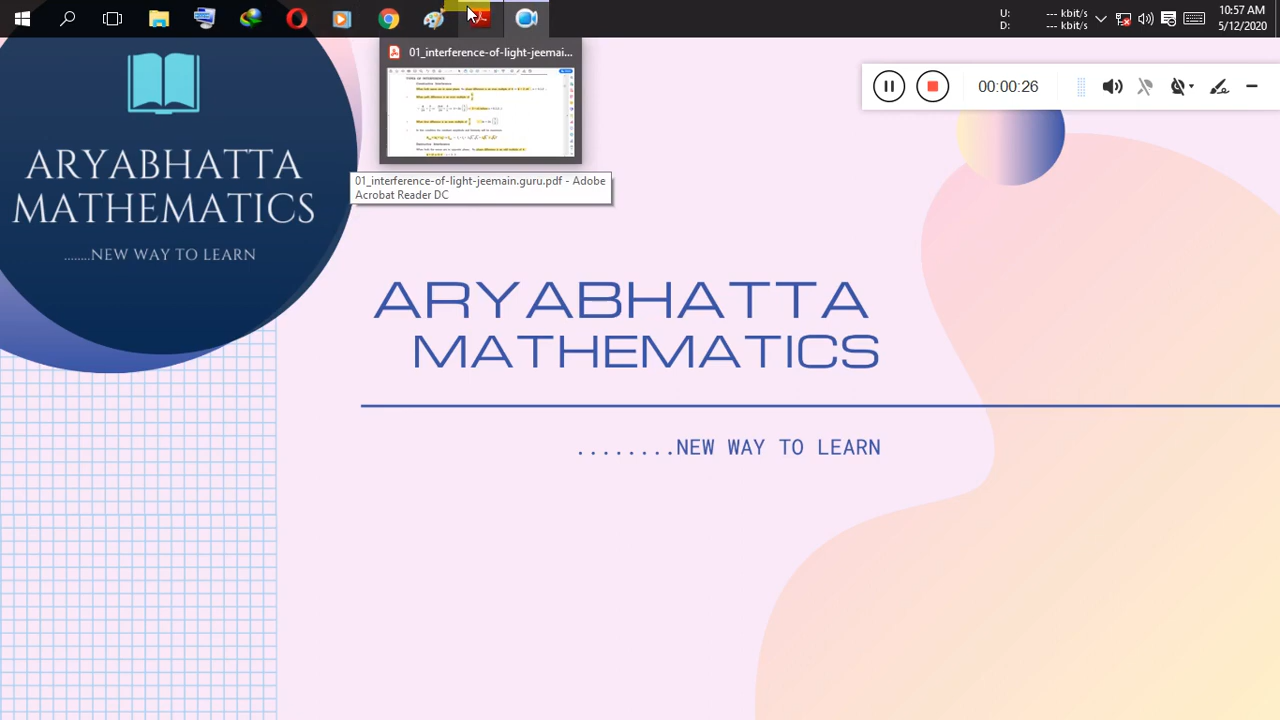 U: --- kbit/s
D: --- kbit/s
10:57 AM
5/12/2020
01_interference-of-light-jeemai...
00:00:26
01_interference-of-light-jeemain.guru.pdf - Adobe
Acrobat Reader DC
ARYABHATTA
MATHEMATICS
........NEW WAY TO LEARN
ARYABHATTA
MATHEMATICS
........NEW WAY TO LEARN